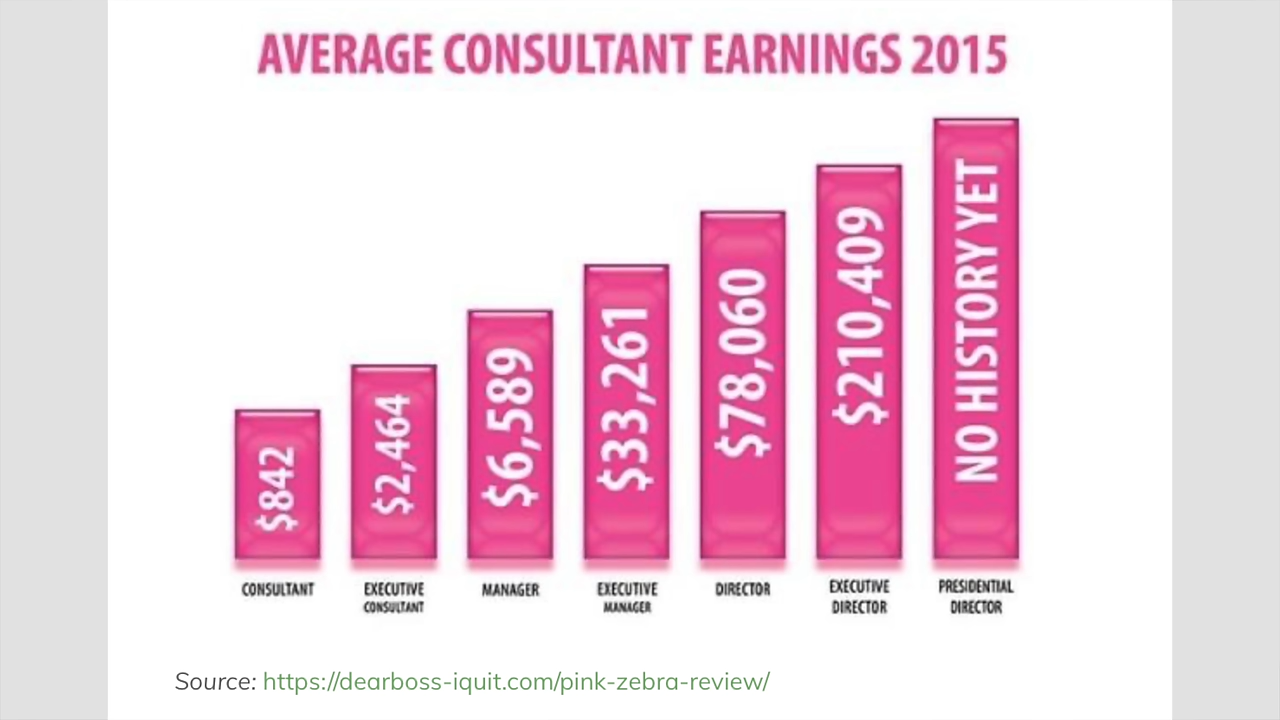 AVERAGE CONSULTANT EARNINGS 2015
$842
$2,464
$6,589
$33,261
$78,060
$210,409
NO HISTORY YET
CONSULTANT
EXECUTIVE
CONSULTANT
MANAGER
EXECUTIVE
MANAGER
DIRECTOR
EXECUTIVE
DIRECTOR
PRESIDENTIAL
DIRECTOR
Source: https://dearboss-iquit.com/pink-zebra-review/